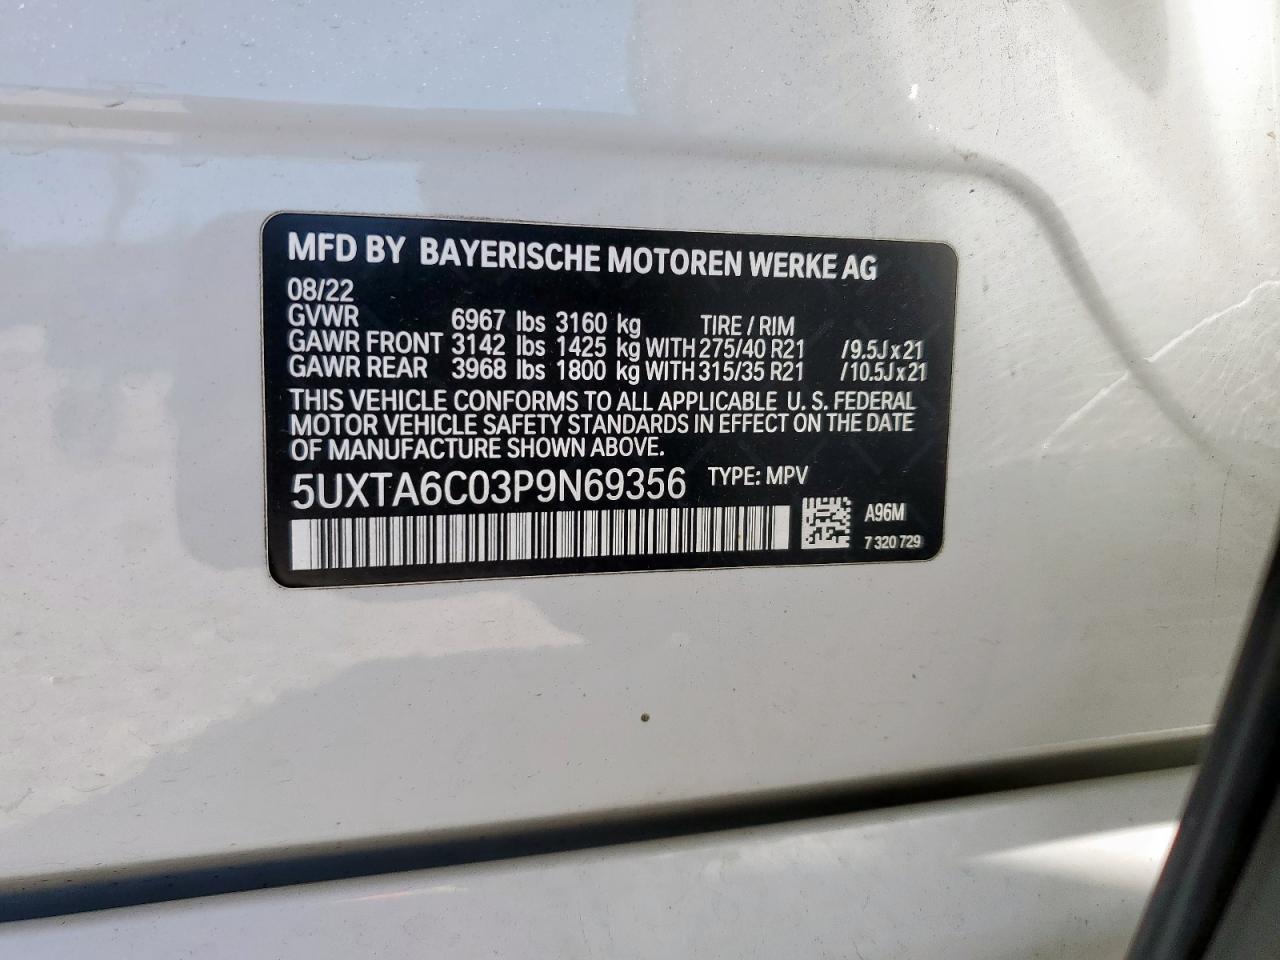 MFD BY BAYERISCHE MOTOREN WERKE AG
08/22
GVWR 6967 lbs 3160 kg TIRE / RIM
GAWR FRONT 3142 lbs 1425 kg WITH 275/40 R21 /9.5J x 21
GAWR REAR 3968 lbs 1800 kg WITH 315/35 R21 /10.5J x 21
THIS VEHICLE CONFORMS TO ALL APPLICABLE U. S. FEDERAL
MOTOR VEHICLE SAFETY STANDARDS IN EFFECT ON THE DATE
OF MANUFACTURE SHOWN ABOVE.
5UXTA6C03P9N69356 TYPE: MPV
A96M
7 320 729